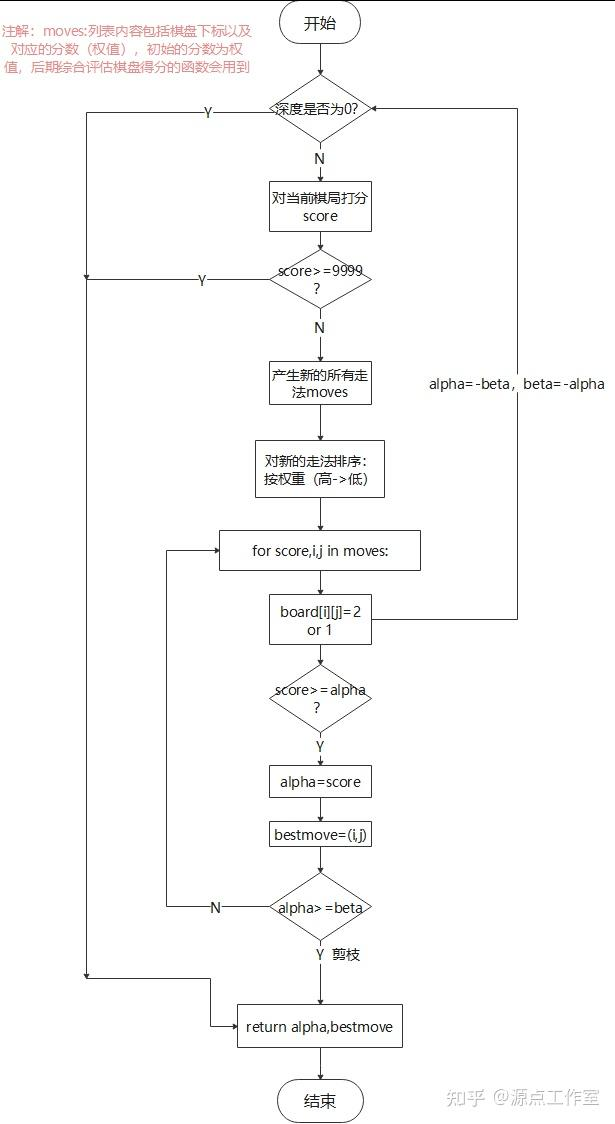 开始
注解：moves:列表内容包括棋盘下标以及
对应的分数（权值），初始的分数为权
值，后期综合评估棋盘得分的函数会用到
深度是否为0?
Y
N
对当前棋局打分
score
score>=9999
?
Y
N
产生新的所有走
法moves
alpha=-beta，beta=-alpha
对新的走法排序：
按权重（高->低）
for score,i,j in moves:
board[i][j]=2
or 1
score>=alpha
?
Y
alpha=score
bestmove=(i,j)
alpha>=beta
N
Y 剪枝
return alpha,bestmove
结束
知乎 @源点工作室